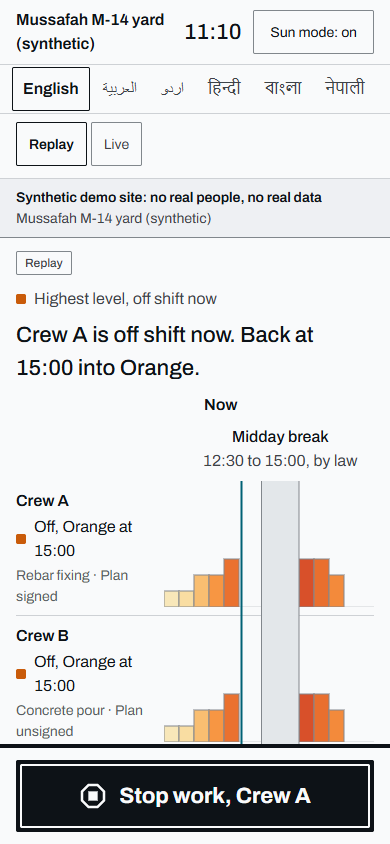 Mussafah M-14 yard
(synthetic)
11:10
Sun mode: on
English
العربية
اردو
हिन्दी
বাংলা
नेपाली
Replay
Live
Synthetic demo site: no real people, no real data
Mussafah M-14 yard (synthetic)
Replay
Highest level, off shift now
Crew A is off shift now. Back at
15:00 into Orange.
Now
Midday break
12:30 to 15:00, by law
Crew A
Off, Orange at
15:00
Rebar fixing · Plan
signed
Crew B
Off, Orange at
15:00
Concrete pour · Plan
unsigned
Stop work, Crew A